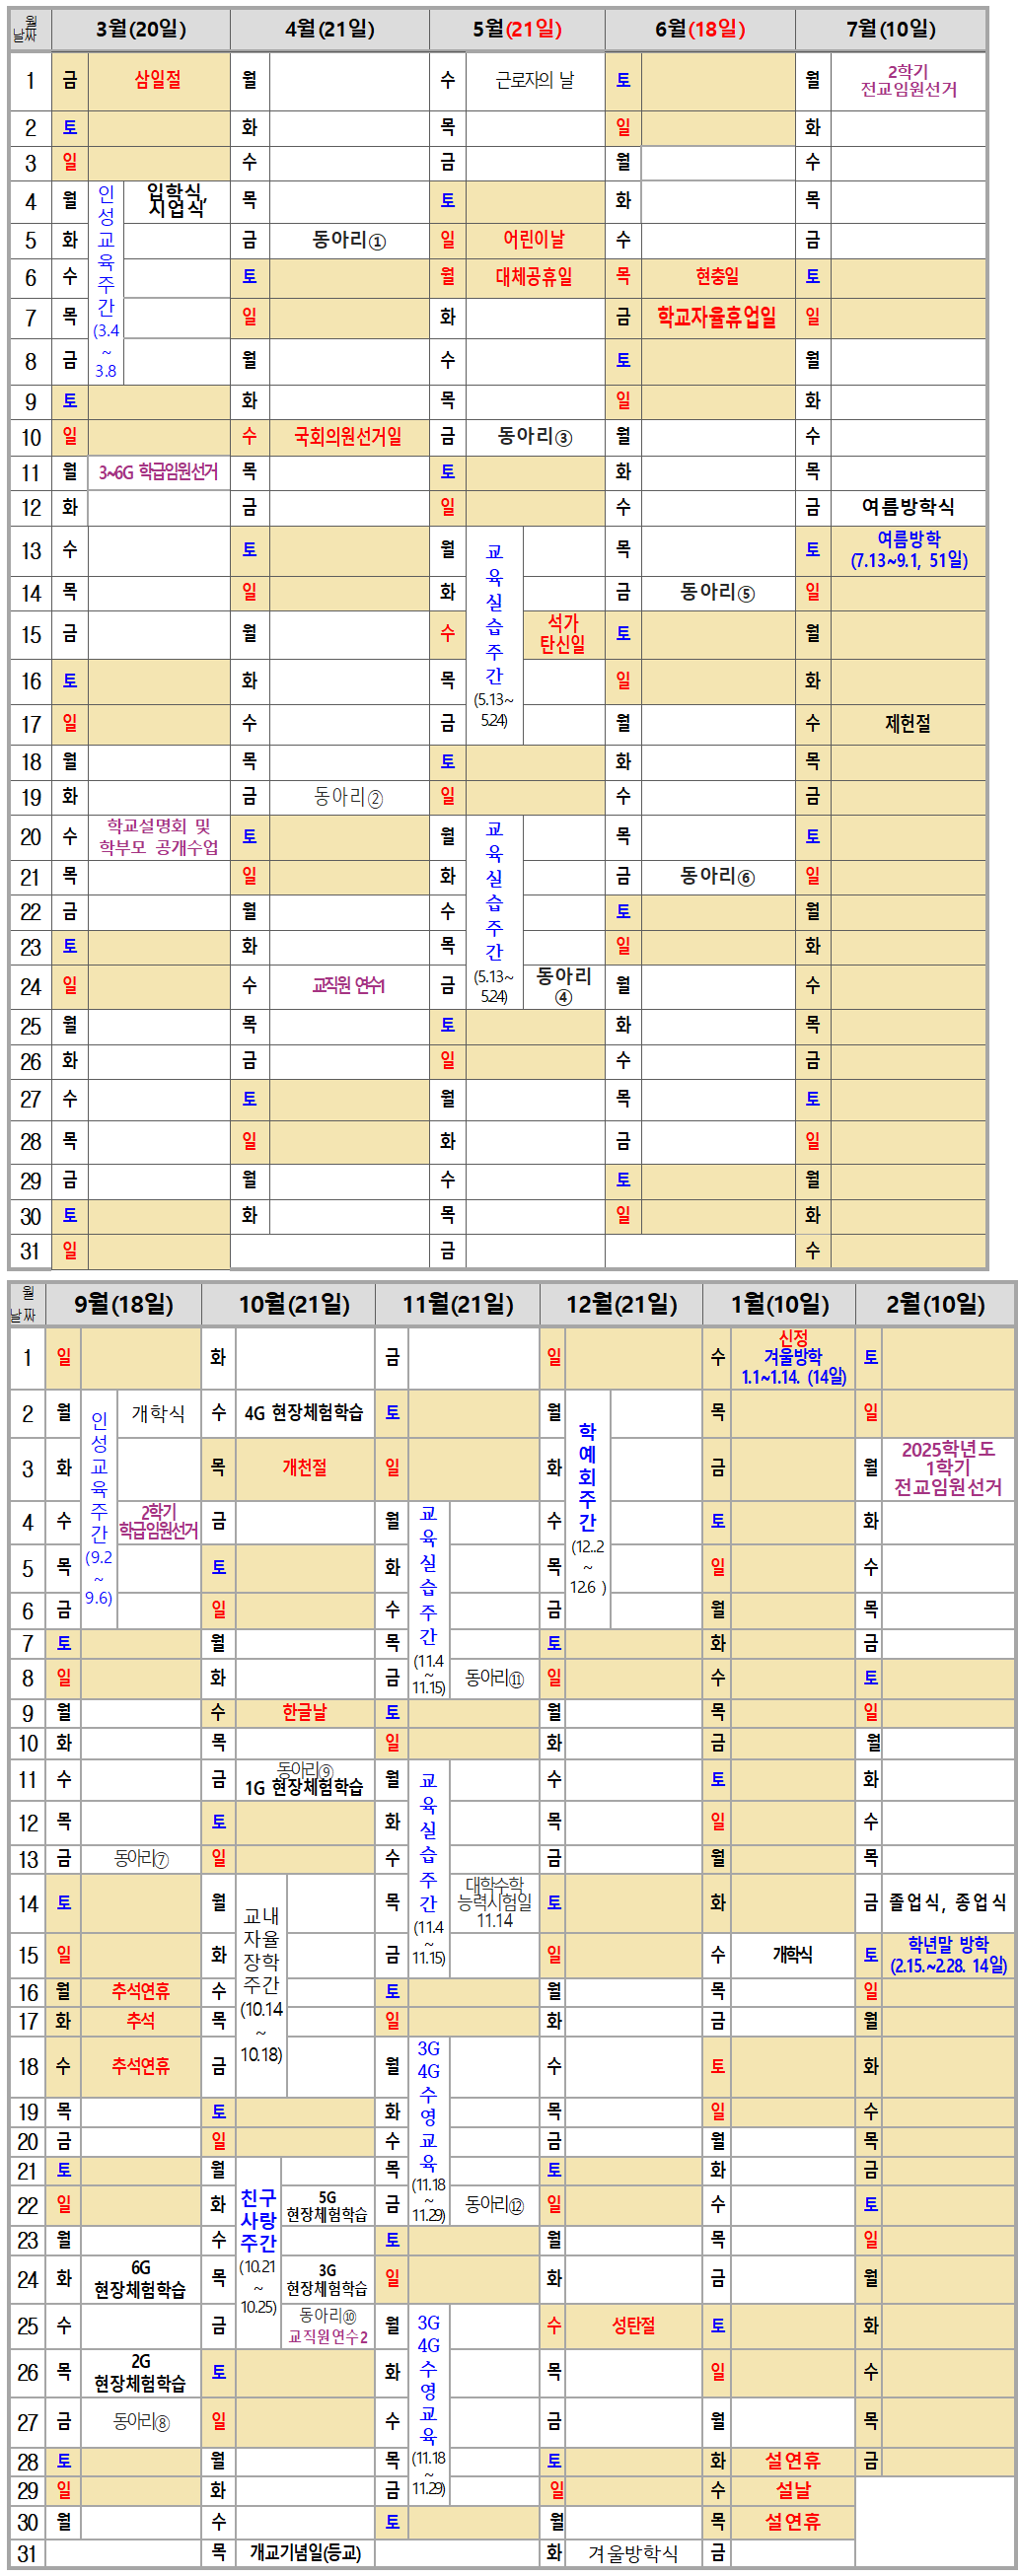 월
날짜 3월(20일) 4월(21일) 5월(21일) 6월(18일) 7월(10일)
1 금 삼일절 월 수 근로자의 날 토 월 2학기
전교임원선거
2 토 화 목 일 화
3 일 수 금 월 수
4 월 인성교육주간(3.4~3.8 입학식,
시업식 목 토 화 목
5 화 금 동아리① 일 어린이날 수 금
6 수 토 월 대체공휴일 목 현충일 토
7 목 일 화 금 학교자율휴업일 일
8 금 월 수 토 월
9 토 화 목 일 화
10 일 수 국회의원선거일 금 동아리③ 월 수
11 월 3~6G 학급임원선거 목 토 화 목
12 화 금 일 수 금 여름방학식
13 수 토 월 교육실습주간(5.13~5.24) 목 토 여름방학
(7.13~9.1, 51일)
14 목 일 화 금 동아리⑤ 일
15 금 월 수 석가
탄신일 토 월
16 토 화 목 일 화
17 일 수 금 월 수 제헌절
18 월 목 토 화 목
19 화 금 동아리② 일 수 금
20 수 학교설명회 및
학부모 공개수업 토 월 교육실습주간(5.13~5.24) 목 토
21 목 일 화 금 동아리⑥ 일
22 금 월 수 토 월
23 토 화 목 일 화
24 일 수 교직원 연수1 금 동아리
④ 월 수
25 월 목 토 화 목
26 화 금 일 수 금
27 수 토 월 목 토
28 목 일 화 금 일
29 금 월 수 토 월
30 토 화 목 일 화
31 일 금 수
월
날짜 9월(18일) 10월(21일) 11월(21일) 12월(21일) 1월(10일) 2월(10일)
1 일 화 금 일 수 신정
겨울방학
1.1~1.14. (14일) 토
2 월 인성교육주간(9.2~9.6) 개학식 수 4G 현장체험학습 토 월 학예회주간(12..2~12.6 ) 목 일
3 화 목 개천절 일 화 금 월 2025학년도
1학기
전교임원선거
4 수 2학기
학급임원선거 금 월 교육실습주간(11.4~11.15) 수 토 화
5 목 토 화 목 일 수
6 금 일 수 금 월 목
7 토 월 목 토 화 금
8 일 화 금 동아리⑪ 일 수 토
9 월 수 한글날 토 월 목 일
10 화 목 일 화 금 월
11 수 금 동아리⑨
1G 현장체험학습 월 교육실습주간(11.4~11.15) 수 토 화
12 목 토 화 목 일 수
13 금 동아리⑦ 일 수 금 월 목
14 토 월 교내자율장학주간(10.14~10.18) 목 대학수학
능력시험일
11.14 토 화 금 졸업식, 종업식
15 일 화 금 일 수 개학식 토 학년말 방학
(2.15.~2.28. 14일)
16 월 추석연휴 수 토 월 목 일
17 화 추석 목 일 화 금 월
18 수 추석연휴 금 월 3G4G수영교육(11.18~11.29) 수 토 화
19 목 토 화 목 일 수
20 금 일 수 금 월 목
21 토 월 친구사랑주간(10.21~10.25) 목 토 화 금
22 일 화 5G
현장체험학습 금 동아리⑫ 일 수 토
23 월 수 토 월 목 일
24 화 6G
현장체험학습 목 3G
현장체험학습 일 화 금 월
25 수 금 동아리⑩
교직원연수2 월 3G4G수영교육(11.18~11.29) 수 성탄절 토 화
26 목 2G
현장체험학습 토 화 목 일 수
27 금 동아리⑧ 일 수 금 월 목
28 토 월 목 토 화 설연휴 금
29 일 화 금 일 수 설날
30 월 수 토 월 목 설연휴
31 목 개교기념일(등교) 화 겨울방학식 금